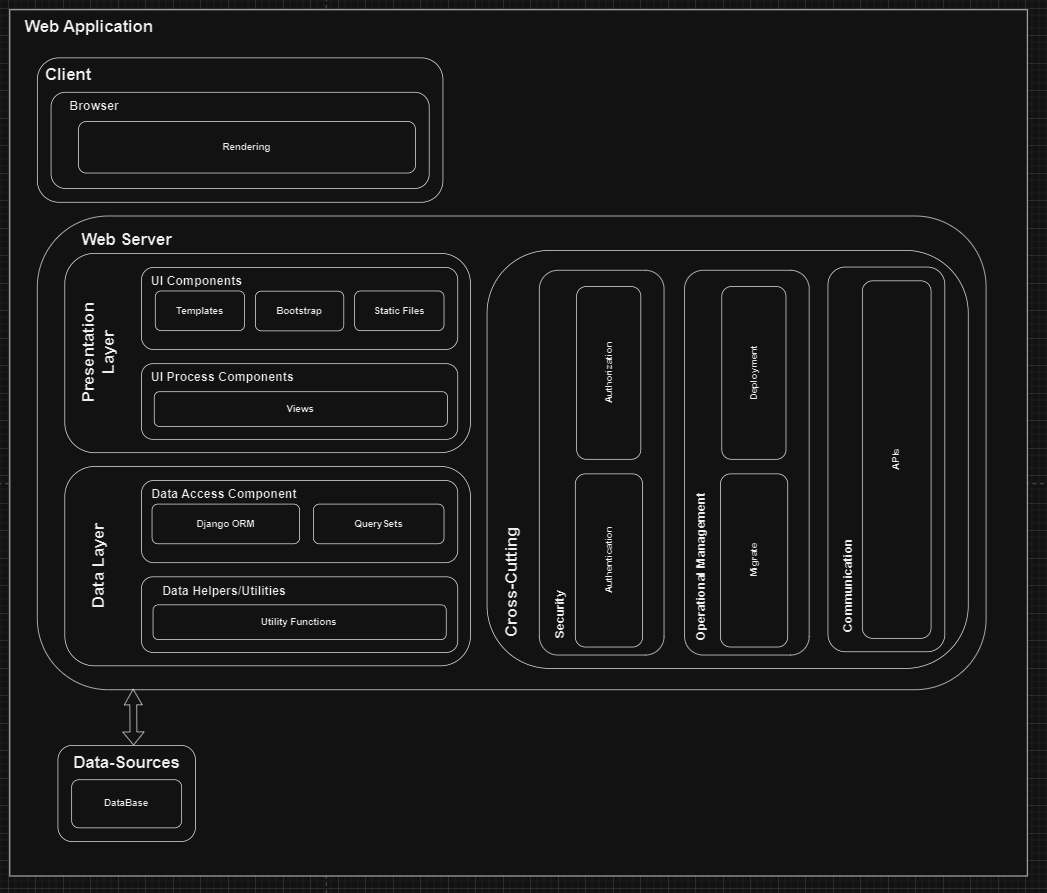 Web Application
Client
Browser
Rendering
Web Server
Presentation
Layer
UI Components
Templates
Bootstrap
Static Files
UI Process Components
Views
Data Layer
Data Access Component
Django ORM
QuerySets
Data Helpers/Utilities
Utility Functions
Cross-Cutting
Security
Authorization
Authentication
Operational Management
Deployment
Migrate
Communication
APIs
Data-Sources
DataBase